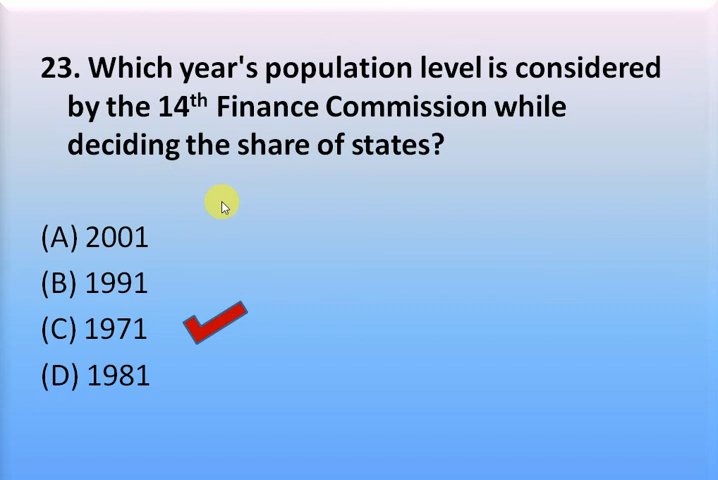 23. Which year's population level is considered
by the 14th Finance Commission while
deciding the share of states?
(A) 2001
(B) 1991
(C) 1971
(D) 1981